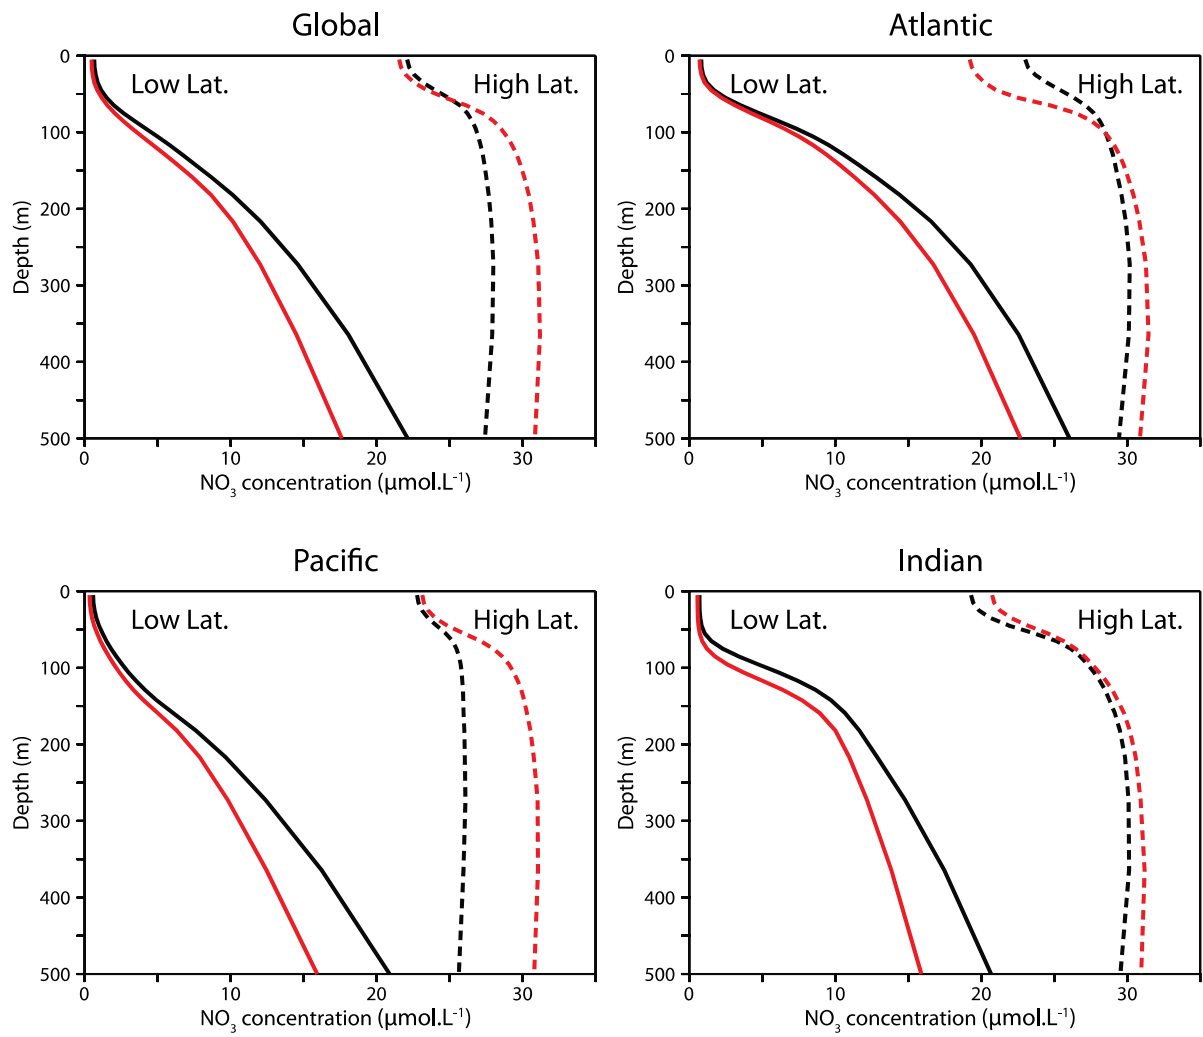 Global
Low Lat.
High Lat.
0
100
200
300
400
500
Depth (m)
0
10
20
30
NO3 concentration (µmol.L-1)
Atlantic
Low Lat.
High Lat.
0
100
200
300
400
500
Depth (m)
0
10
20
30
NO3 concentration (µmol.L-1)
Pacific
Low Lat.
High Lat.
0
100
200
300
400
500
Depth (m)
0
10
20
30
NO3 concentration (µmol.L-1)
Indian
Low Lat.
High Lat.
0
100
200
300
400
500
Depth (m)
0
10
20
30
NO3 concentration (µmol.L-1)